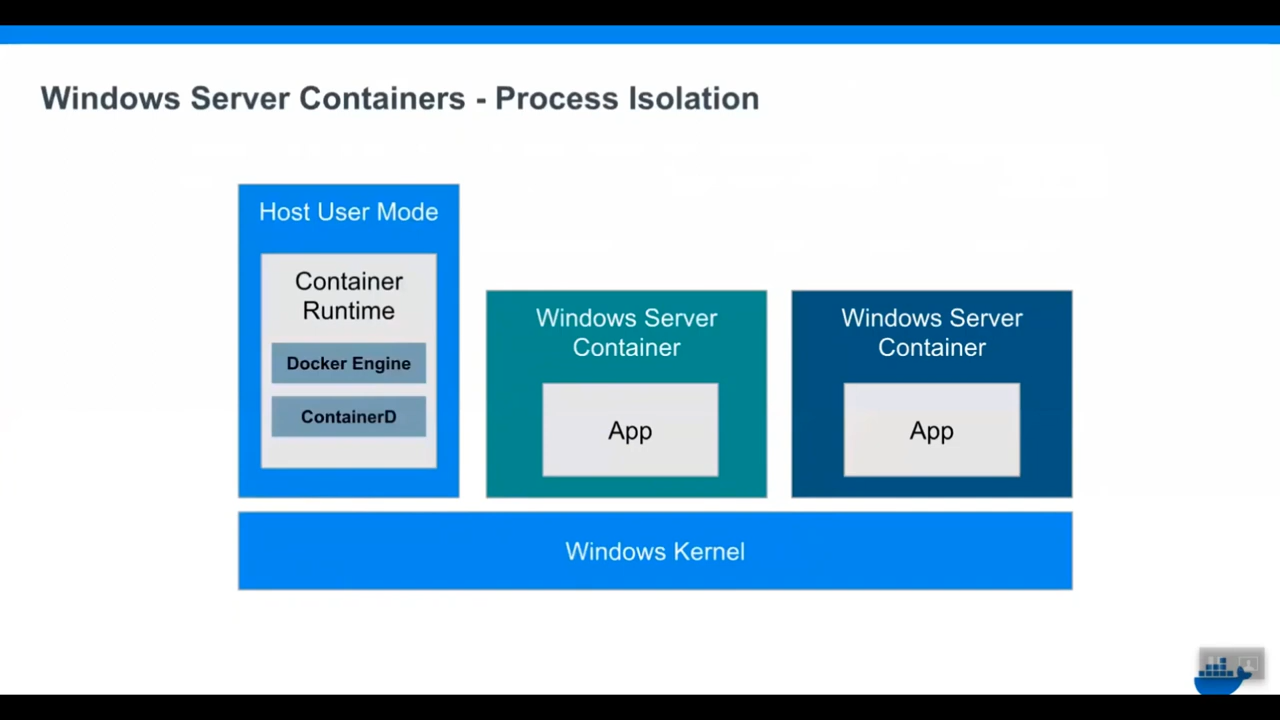 Windows Server Containers - Process Isolation
Host User Mode
Container
Runtime
Docker Engine
ContainerD
Windows Server
Container
App
Windows Server
Container
App
Windows Kernel